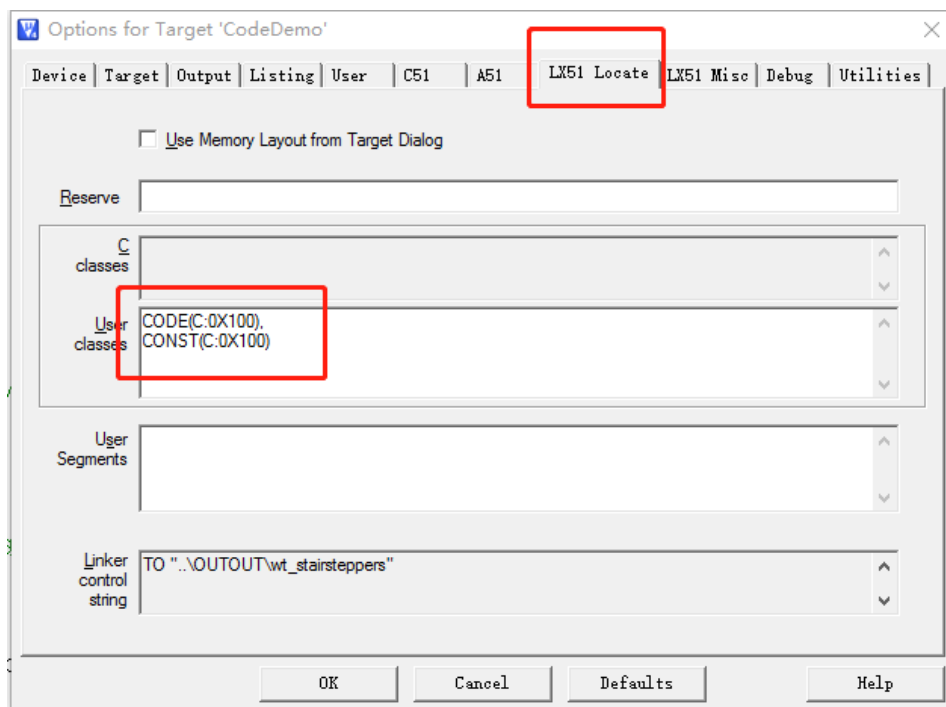 Options for Target 'CodeDemo'
Device Target Output Listing User C51 A51 LX51 Locate LX51 Misc Debug Utilities
Use Memory Layout from Target Dialog
Reserve
C
classes
User
classes
CODE(C:0X100),
CONST(C:0X100)
User
Segments
Linker
control
string
TO "..\OUTOUT\wt_stairsteppers"
OK Cancel Defaults Help